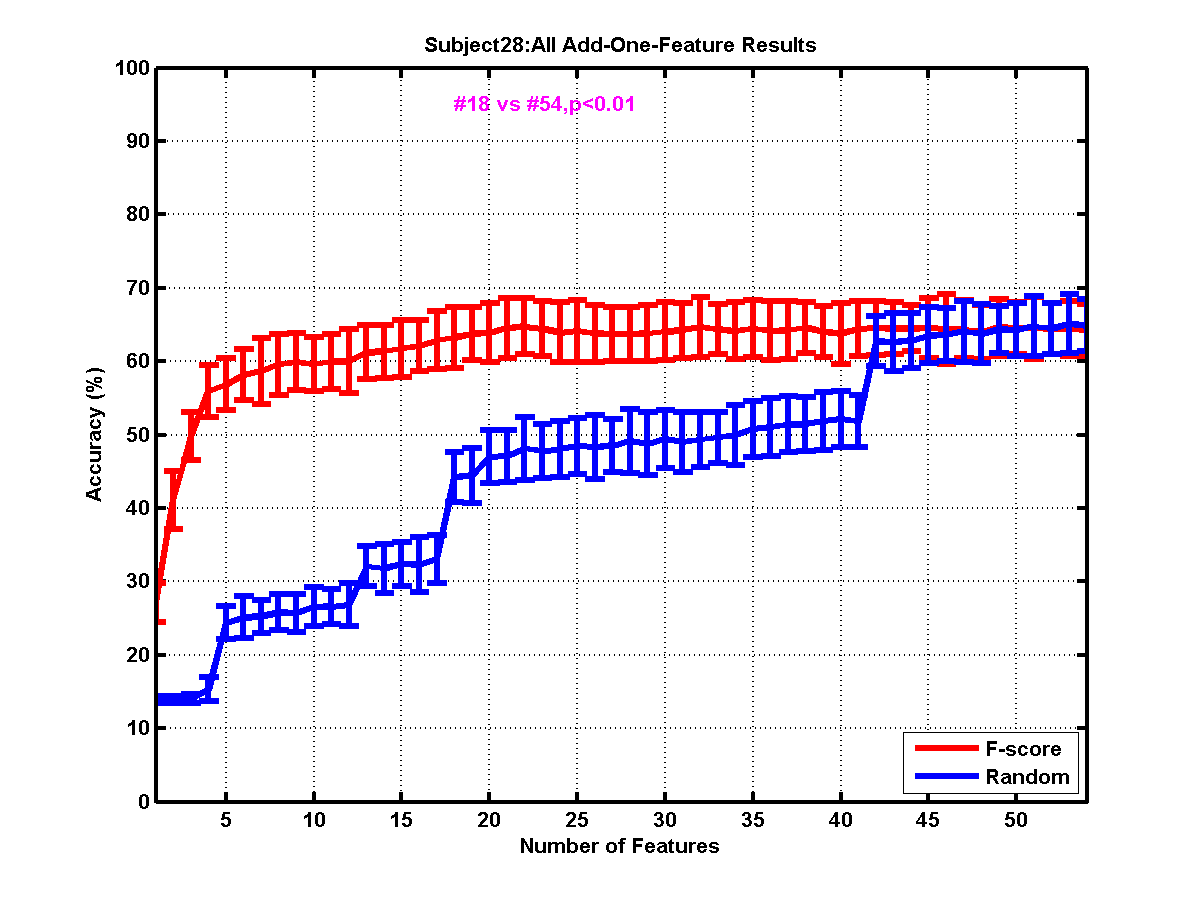 Subject28:All Add-One-Feature Results
#18 vs #54,p<0.01
100
90
80
70
60
50
40
30
20
10
0
Accuracy (%)
5 10 15 20 25 30 35 40 45 50
Number of Features
F-score
Random